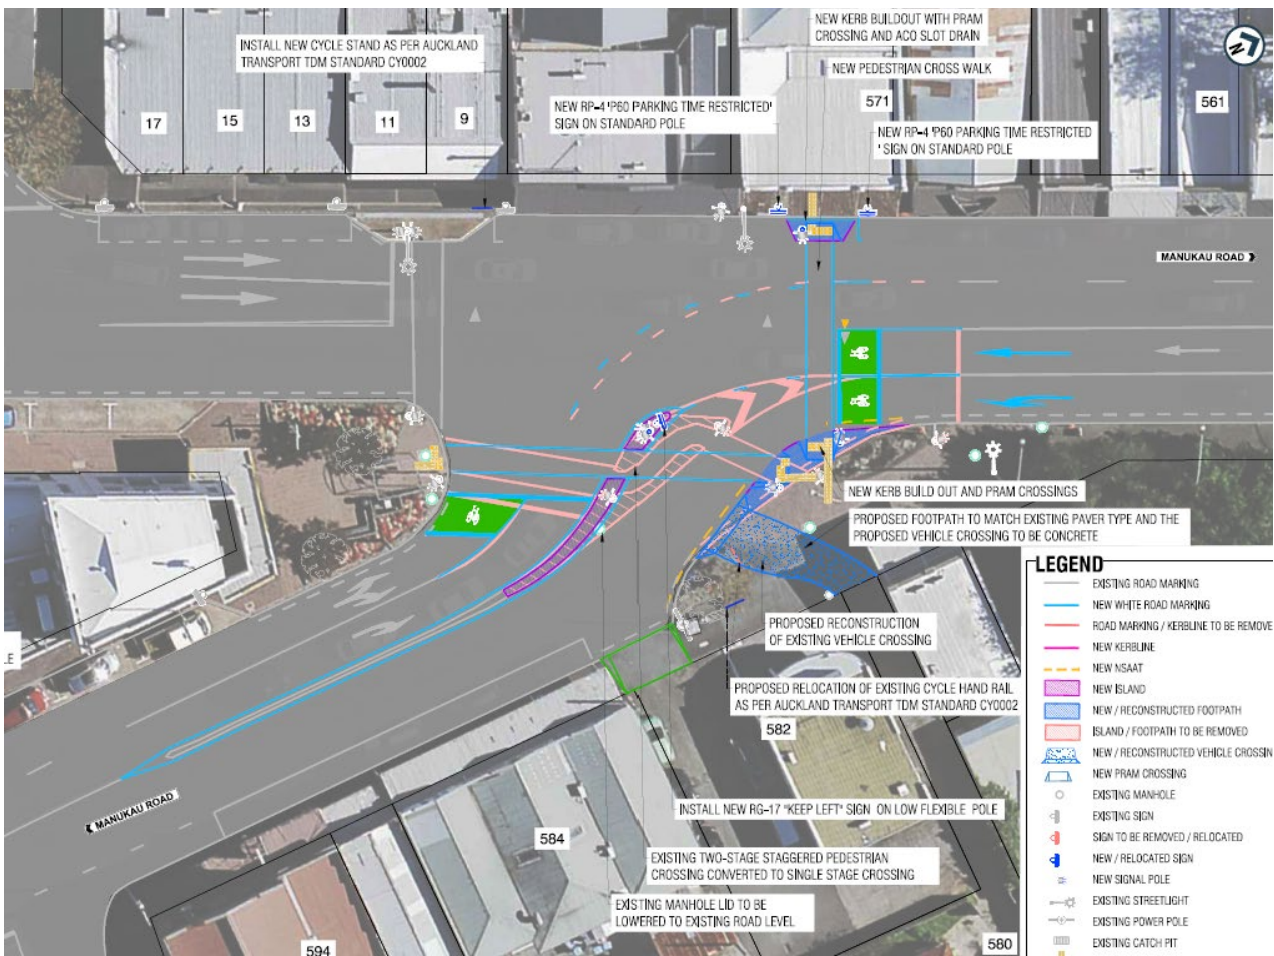 NEW KERB BUILDOUT WITH PRAM
CROSSING AND ACO SLOT DRAIN
INSTALL NEW CYCLE STAND AS PER AUCKLAND
TRANSPORT TDM STANDARD CY0002
N
NEW PEDESTRIAN CROSS WALK
NEW RP-4 'P60 PARKING TIME RESTRICTED'
SIGN ON STANDARD POLE
571
561
17
15
13
11
9
NEW RP-4 'P60 PARKING TIME RESTRICTED
' SIGN ON STANDARD POLE
MANUKAU ROAD
NEW KERB BUILD OUT AND PRAM CROSSINGS
PROPOSED FOOTPATH TO MATCH EXISTING PAVER TYPE AND THE
PROPOSED VEHICLE CROSSING TO BE CONCRETE
PROPOSED RECONSTRUCTION
OF EXISTING VEHICLE CROSSING
LE
PROPOSED RELOCATION OF EXISTING CYCLE HAND RAIL
AS PER AUCKLAND TRANSPORT TDM STANDARD CY0002
582
MANUKAU ROAD
INSTALL NEW RG-17 "KEEP LEFT" SIGN ON LOW FLEXIBLE POLE
584
EXISTING TWO-STAGE STAGGERED PEDESTRIAN
CROSSING CONVERTED TO SINGLE STAGE CROSSING
EXISTING MANHOLE LID TO BE
LOWERED TO EXISTING ROAD LEVEL
594
580
LEGEND
EXISTING ROAD MARKING
NEW WHITE ROAD MARKING
ROAD MARKING / KERBLINE TO BE REMOVE
NEW KERBLINE
NEW NSAAT
NEW ISLAND
NEW / RECONSTRUCTED FOOTPATH
ISLAND / FOOTPATH TO BE REMOVED
NEW / RECONSTRUCTED VEHICLE CROSSIN
NEW PRAM CROSSING
EXISTING MANHOLE
EXISTING SIGN
SIGN TO BE REMOVED / RELOCATED
NEW / RELOCATED SIGN
NEW SIGNAL POLE
EXISTING STREETLIGHT
EXISTING POWER POLE
EXISTING CATCH PIT